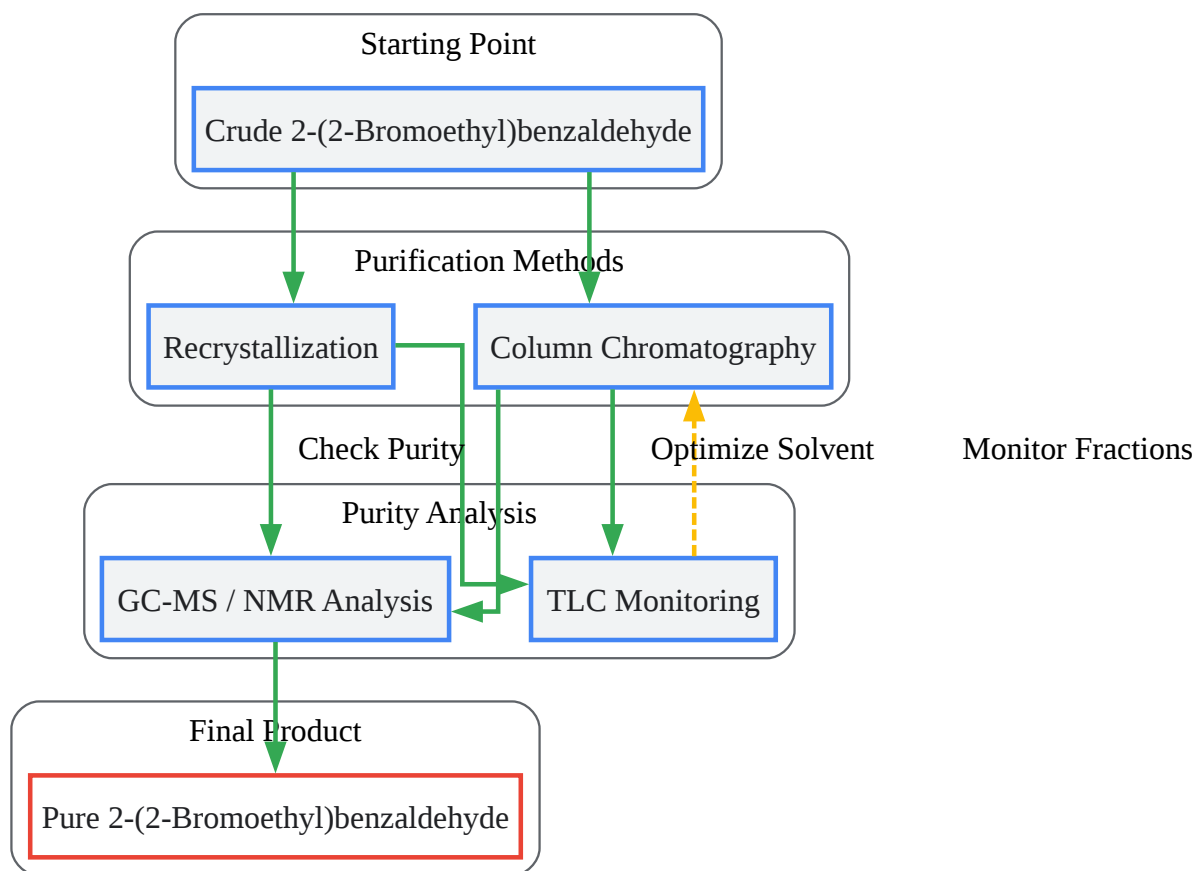 Starting Point
Crude 2-(2-Bromoethyl)benzaldehyde
Purification Methods
Recrystallization
Column Chromatography
Check Purity
Optimize Solvent
Monitor Fractions
Purity Analysis
GC-MS / NMR Analysis
TLC Monitoring
Final Product
Pure 2-(2-Bromoethyl)benzaldehyde